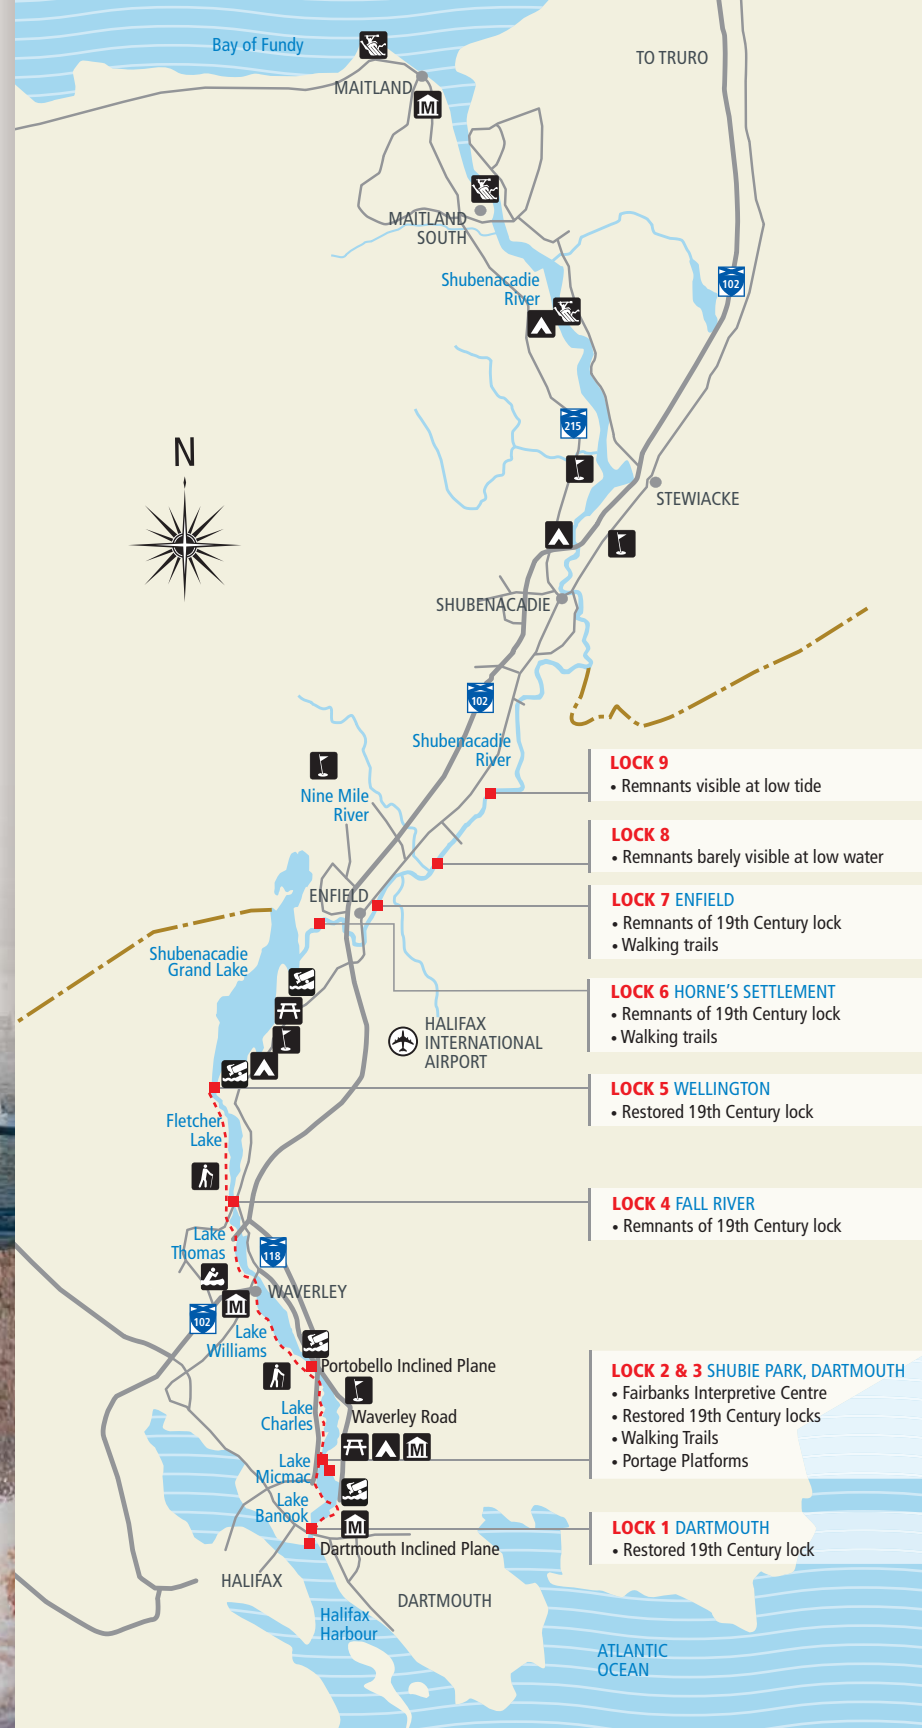 Bay of Fundy
TO TRURO
MAITLAND
M
MAITLAND
SOUTH
Shubenacadie
River
102
215
N
STEWIACKE
SHUBENACADIE
102
Shubenacadie
River
LOCK 9
• Remnants visible at low tide
Nine Mile
River
LOCK 8
• Remnants barely visible at low water
ENFIELD
LOCK 7 ENFIELD
• Remnants of 19th Century lock
• Walking trails
Shubenacadie
Grand Lake
LOCK 6 HORNE'S SETTLEMENT
• Remnants of 19th Century lock
• Walking trails
HALIFAX
INTERNATIONAL
AIRPORT
LOCK 5 WELLINGTON
• Restored 19th Century lock
Fletcher
Lake
LOCK 4 FALL RIVER
• Remnants of 19th Century lock
Lake
Thomas
118
WAVERLEY
M
102
Lake
Williams
Portobello Inclined Plane
LOCK 2 & 3 SHUBIE PARK, DARTMOUTH
• Fairbanks Interpretive Centre
• Restored 19th Century locks
• Walking Trails
• Portage Platforms
Lake
Charles
Waverley Road
M
Lake
Micmac
Lake
Banook
M
LOCK 1 DARTMOUTH
• Restored 19th Century lock
Dartmouth Inclined Plane
HALIFAX
DARTMOUTH
Halifax
Harbour
ATLANTIC
OCEAN